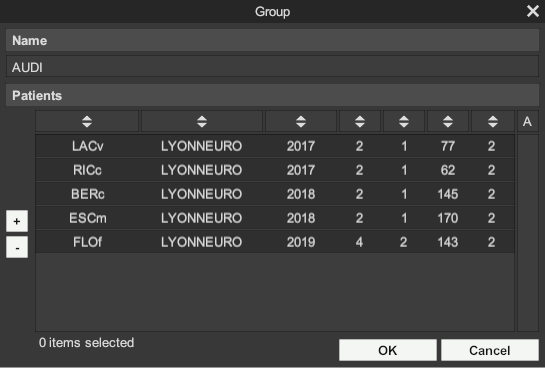 Group
Name
AUDI
Patients
A
LACv LYONNEURO 2017 2 1 77 2
RICc LYONNEURO 2017 2 1 62 2
BERc LYONNEURO 2018 2 1 145 2
ESCm LYONNEURO 2018 2 1 170 2
FLOf LYONNEURO 2019 4 2 143 2
+
-
0 items selected
OK Cancel